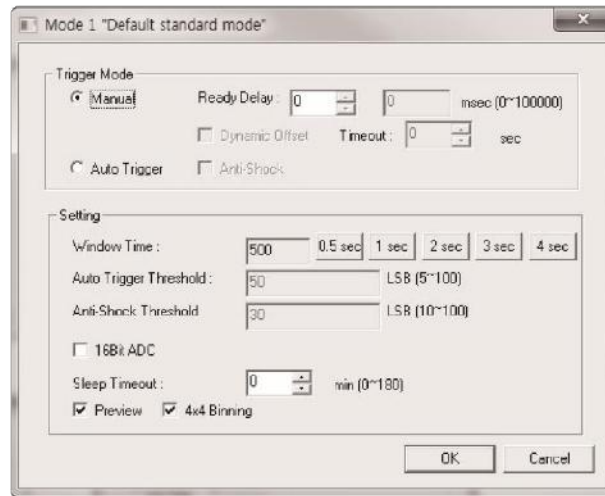 Mode 1 "Default standard mode"
Trigger Mode
Manual Ready Delay : 0 0 msec (0~100000)
Dynamic Offset Timeout : 0 sec
Auto Trigger Anti-Shock
Setting
Window Time : 500 0.5 sec 1 sec 2 sec 3 sec 4 sec
Auto Trigger Threshold : 50 LSB (5~100)
Anti-Shock Threshold 30 LSB (10~100)
16Bit ADC
Sleep Timeout : 0 min (0~180)
Preview 4x4 Binning
OK Cancel